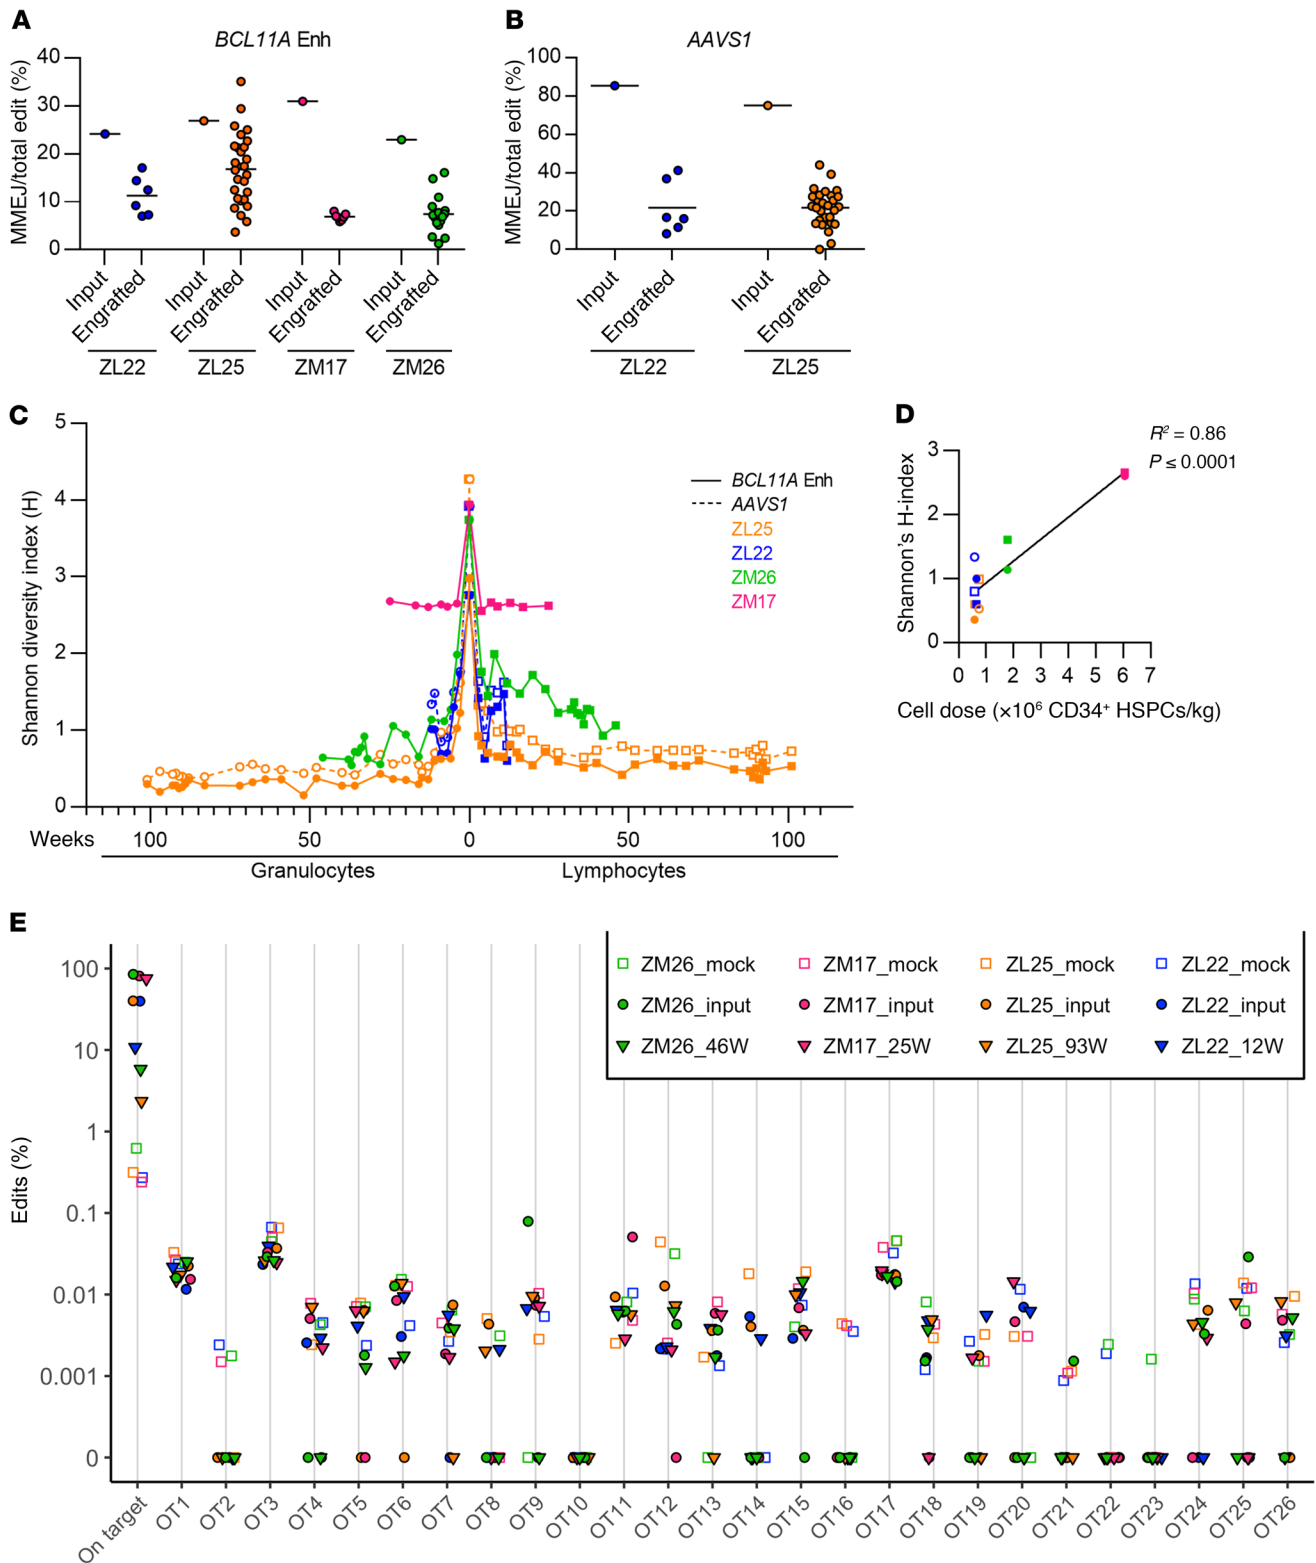 A
BCL11A Enh
MMEJ/total edit (%)
40
30
20
10
0
Input
Engrafted
Input
Engrafted
Input
Engrafted
Input
Engrafted
ZL22
ZL25
ZM17
ZM26
B
AAVS1
MMEJ/total edit (%)
100
80
60
40
20
0
Input
Engrafted
Input
Engrafted
ZL22
ZL25
C
Shannon diversity index (H)
5
4
3
2
1
0
BCL11A Enh
AAVS1
ZL25
ZL22
ZM26
ZM17
Weeks
100
50
0
50
100
Granulocytes
Lymphocytes
D
R² = 0.86
P ≤ 0.0001
Shannon's H-index
3
2
1
0
0
1
2
3
4
5
6
7
Cell dose (×10⁶ CD34⁺ HSPCs/kg)
E
Edits (%)
100
10
1
0.1
0.01
0.001
0
ZM26_mock
ZM17_mock
ZL25_mock
ZL22_mock
ZM26_input
ZM17_input
ZL25_input
ZL22_input
ZM26_46W
ZM17_25W
ZL25_93W
ZL22_12W
On target
OT1
OT2
OT3
OT4
OT5
OT6
OT7
OT8
OT9
OT10
OT11
OT12
OT13
OT14
OT15
OT16
OT17
OT18
OT19
OT20
OT21
OT22
OT23
OT24
OT25
OT26